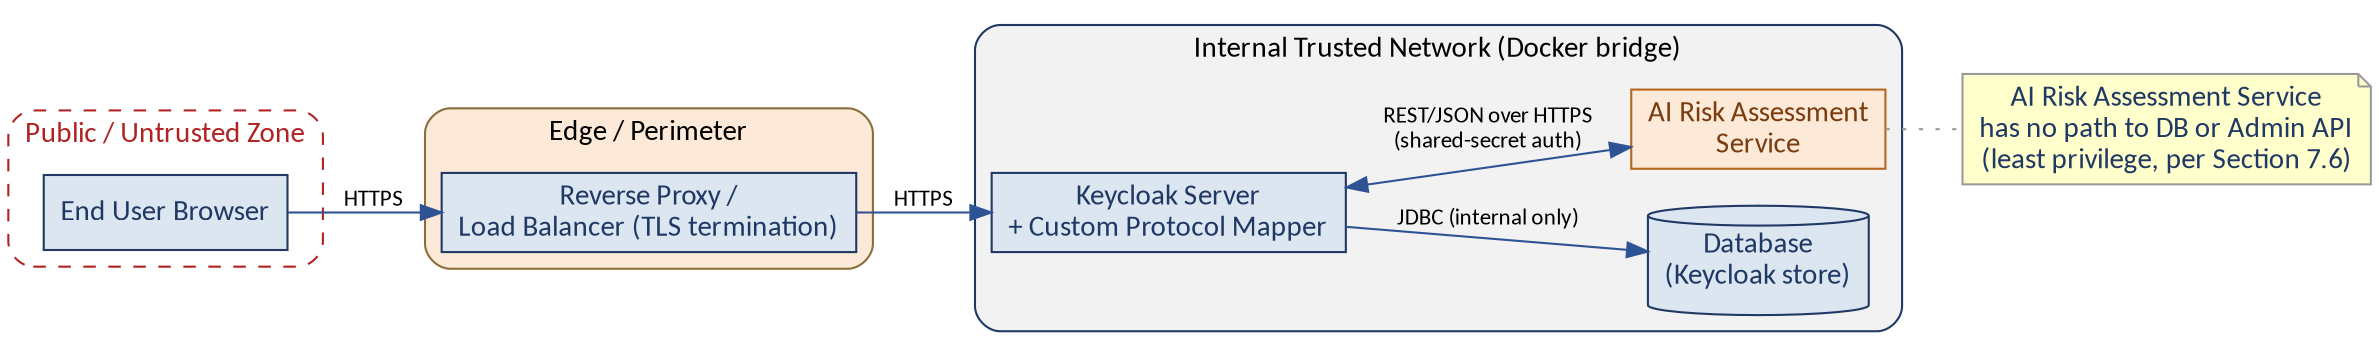 Public / Untrusted Zone
End User Browser
HTTPS
Edge / Perimeter
Reverse Proxy /
Load Balancer (TLS termination)
HTTPS
Internal Trusted Network (Docker bridge)
Keycloak Server
+ Custom Protocol Mapper
REST/JSON over HTTPS
(shared-secret auth)
JDBC (internal only)
AI Risk Assessment
Service
Database
(Keycloak store)
AI Risk Assessment Service
has no path to DB or Admin API
(least privilege, per Section 7.6)